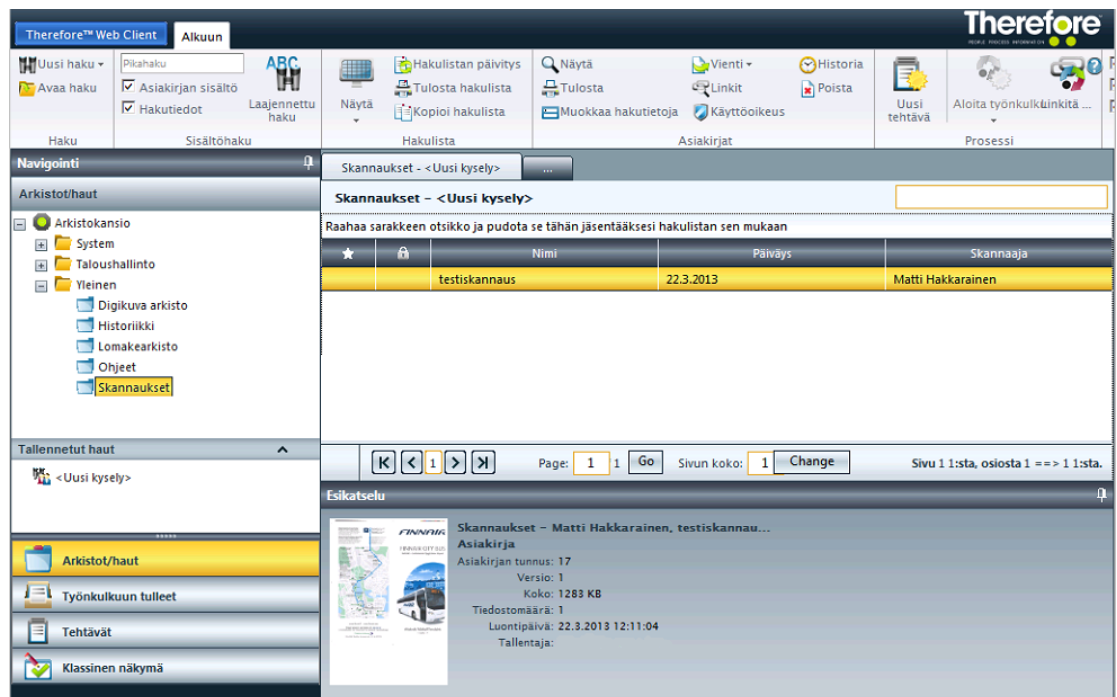 Therefore™ Web Client Alkuun
Therefore
PEOPLE PROCESS INFORMATION
Uusi haku
Avaa haku
Haku
Pikahaku
Asiakirjan sisältö
Hakutiedot
ABC
Laajennettu
haku
Sisältöhaku
Näytä
Hakulistan päivitys
Tulosta hakulista
Kopioi hakulista
Hakulista
Näytä
Tulosta
Muokkaa hakutietoja
Vienti
Linkit
Käyttöoikeus
Historia
Poista
Asiakirjat
Uusi
tehtävä
Aloita työnkulku
Linkitä ...
Prosessi
Navigointi
Arkistot/haut
Arkistokansio
System
Taloushallinto
Yleinen
Digikuva arkisto
Historiikki
Lomakearkisto
Ohjeet
Skannaukset
Tallennetut haut
<Uusi kysely>
Arkistot/haut
Työnkulkuun tulleet
Tehtävät
Klassinen näkymä
Skannaukset - <Uusi kysely> ...
Skannaukset - <Uusi kysely>
Raahaa sarakkeen otsikko ja pudota se tähän jäsentääksesi hakulistan sen mukaan
Nimi Päiväys Skannaaja
testiskannaus 22.3.2013 Matti Hakkarainen
1 Page: 1 1 Go Sivun koko: 1 Change Sivu 1 1:sta, osiosta 1 ==> 1 1:sta.
Esikatselu
FINNAIR
FINNAIR CITY BUS
Skannaukset - Matti Hakkarainen, testiskannau...
Asiakirja
Asiakirjan tunnus: 17
Versio: 1
Koko: 1283 KB
Tiedostomäärä: 1
Luontipäivä: 22.3.2013 12:11:04
Tallentaja: